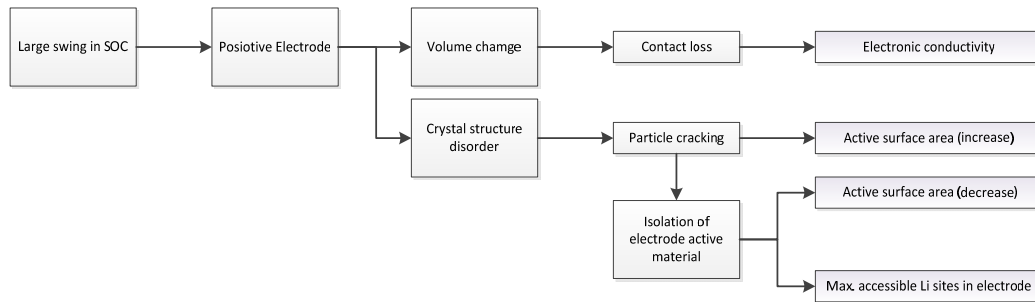 Large swing in SOC
Posiotive Electrode
Volume chamge
Contact loss
Electronic conductivity
Crystal structure
disorder
Particle cracking
Active surface area (increase)
Active surface area (decrease)
Isolation of
electrode active
material
Max. accessible Li sites in electrode